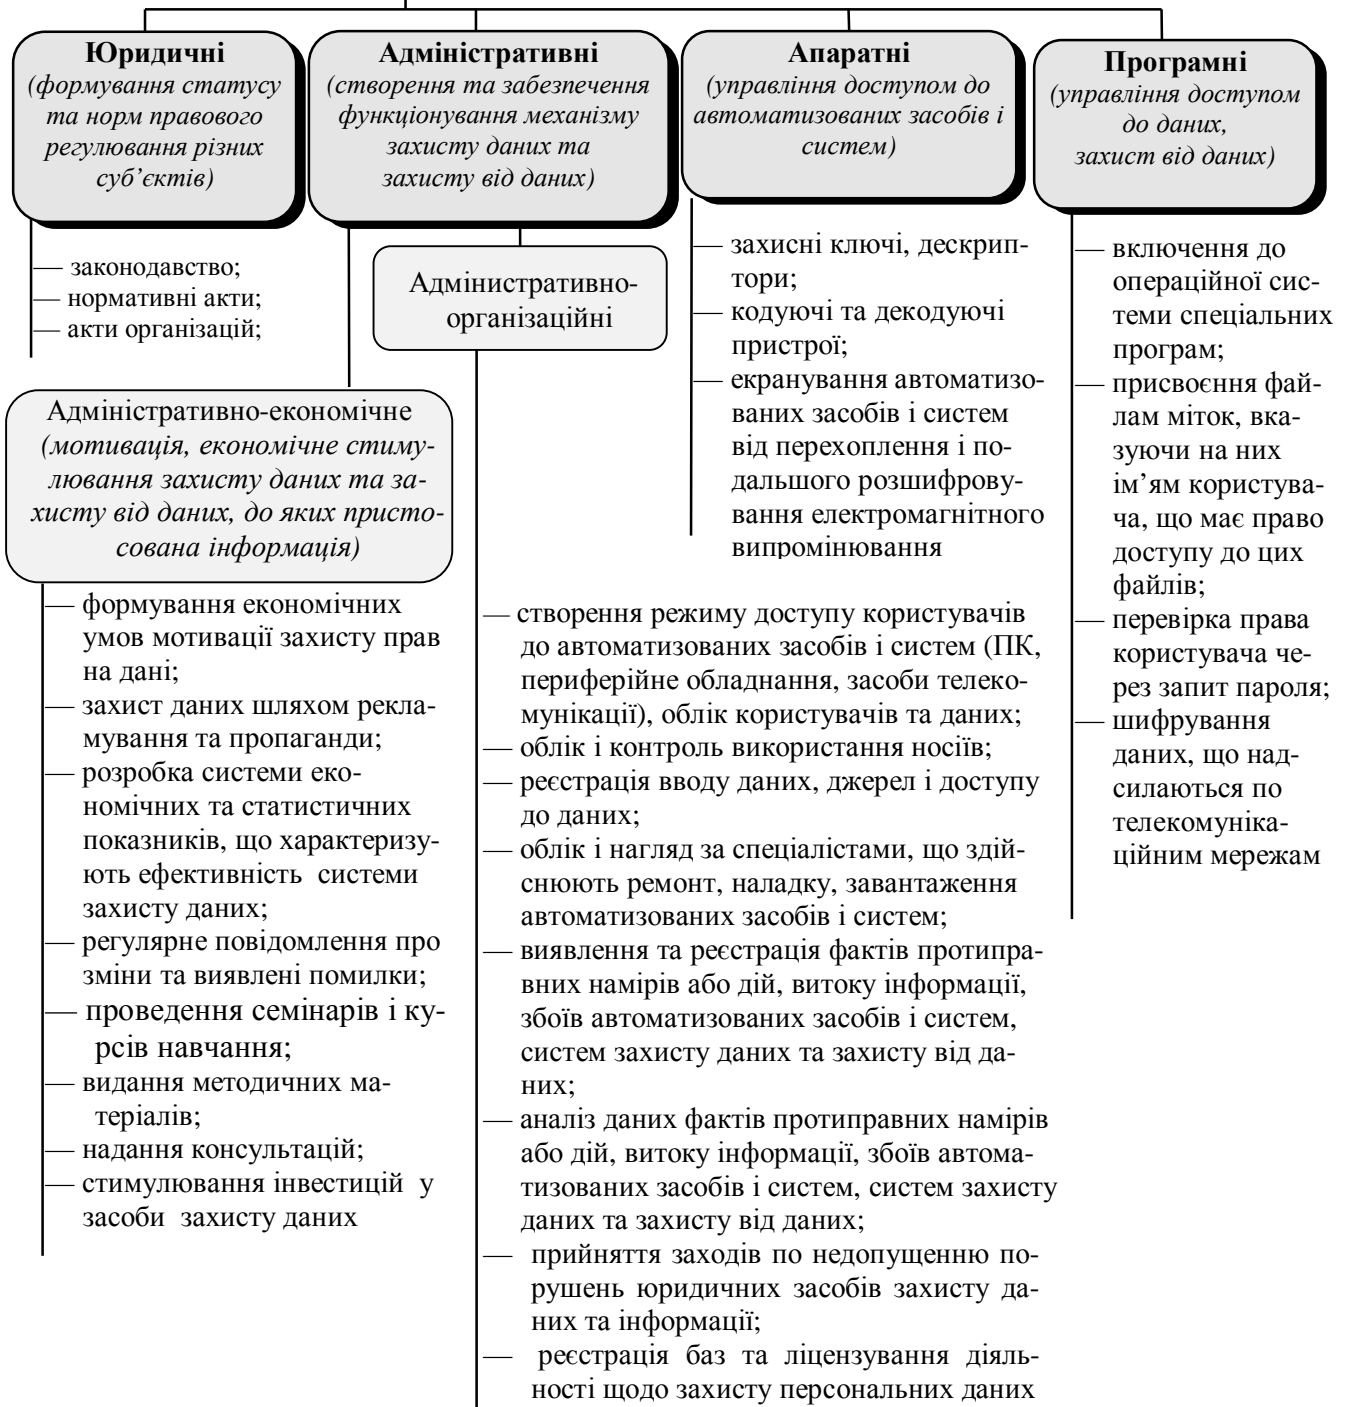 Юридичні
(формування статусу
та норм правового
регулювання різних
суб’єктів)
Адміністративні
(створення та забезпечення
функціонування механізму
захисту даних та
захисту від даних)
Апаратні
(управління доступом до
автоматизованих засобів і
систем)
Програмні
(управління доступом
до даних,
захист від даних)
— законодавство;
— нормативні акти;
— акти організацій;
Адміністративно-економічне
(мотивація, економічне стиму-
лювання захисту даних та за-
хисту від даних, до яких присто-
сована інформація)
— формування економічних
умов мотивації захисту прав
на дані;
— захист даних шляхом рекла-
мування та пропаганди;
— розробка системи еко-
номічних та статистичних
показників, що характеризу-
ють ефективність системи
захисту даних;
— регулярне повідомлення про
зміни та виявлені помилки;
— проведення семінарів і ку-
рсів навчання;
— видання методичних ма-
теріалів;
— надання консультацій;
— стимулювання інвестицій у
засоби захисту даних
Адмінистративно-
організаційні
— створення режиму доступу користувачів
до автоматизованих засобів і систем (ПК,
периферійне обладнання, засоби телеко-
мунікації), облік користувачів та даних;
— облік і контроль використання носіїв;
— реєстрація вводу даних, джерел і доступу
до даних;
— облік і нагляд за спеціалістами, що здій-
снюють ремонт, наладку, завантаження
автоматизованих засобів і систем;
— виявлення та реєстрація фактів протипра-
вних намірів або дій, витоку інформації,
збоїв автоматизованих засобів і систем,
систем захисту даних та захисту від да-
них;
— аналіз даних фактів протиправних намірів
або дій, витоку інформації, збоїв автома-
тизованих засобів і систем, систем захисту
даних та захисту від даних;
— прийняття заходів по недопущенню по-
рушень юридичних засобів захисту да-
них та інформації;
— реєстрація баз та ліцензування діяль-
ності щодо захисту персональних даних
— захисні ключі, дескрип-
тори;
— кодуючі та декодуючі
пристрої;
— екранування автоматизо-
ваних засобів і систем
від перехоплення і по-
дальшого розшифрову-
вання електромагнітного
випромінювання
— включення до
операційної сис-
теми спеціальних
програм;
— присвоєння фай-
лам міток, вка-
зуючи на них
ім’ям користува-
ча, що має право
доступу до цих
файлів;
— перевірка права
користувача че-
рез запит пароля;
— шифрування
даних, що над-
силаються по
телекомуніка-
ційним мережам